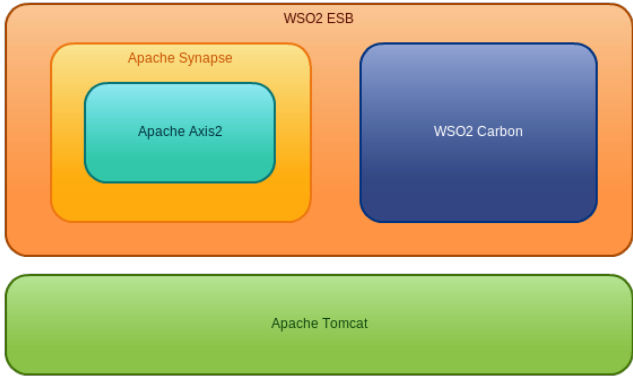 WSO2 ESB
Apache Synapse
Apache Axis2
WSO2 Carbon
Apache Tomcat